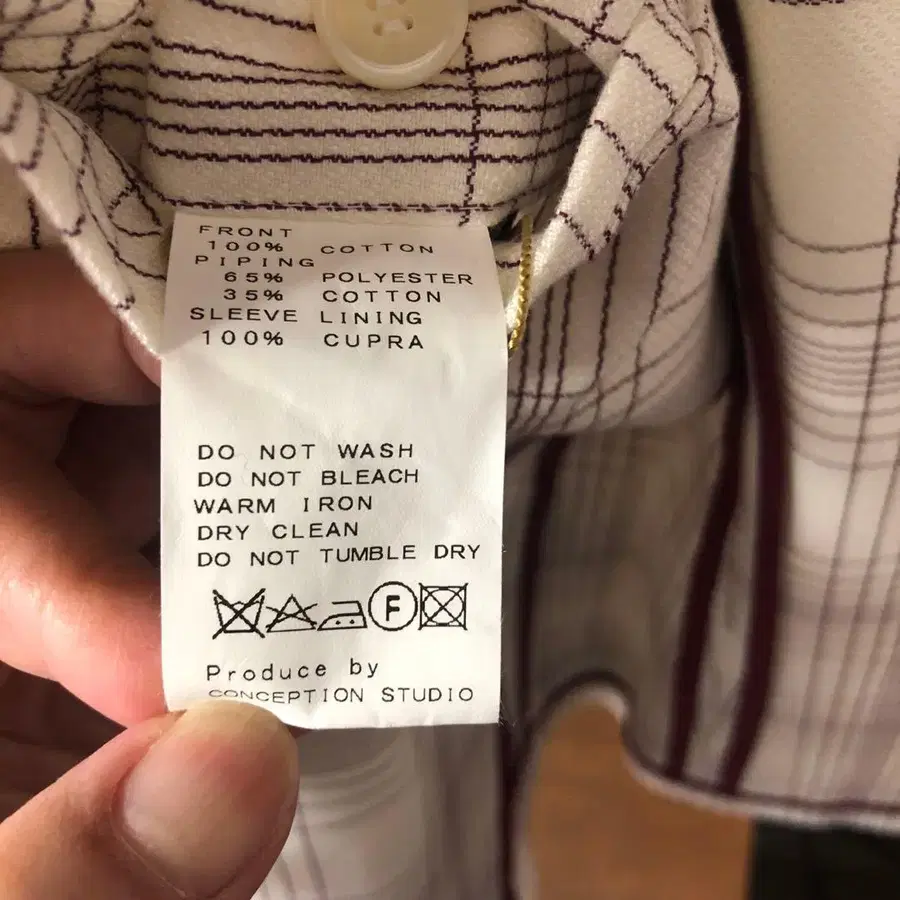 FRONT
100% COTTON
PIPING
65% POLYESTER
35% COTTON
SLEEVE LINING
100% CUPRA
DO NOT WASH
DO NOT BLEACH
WARM IRON
DRY CLEAN
DO NOT TUMBLE DRY
F
Produce by
CONCEPTION STUDIO